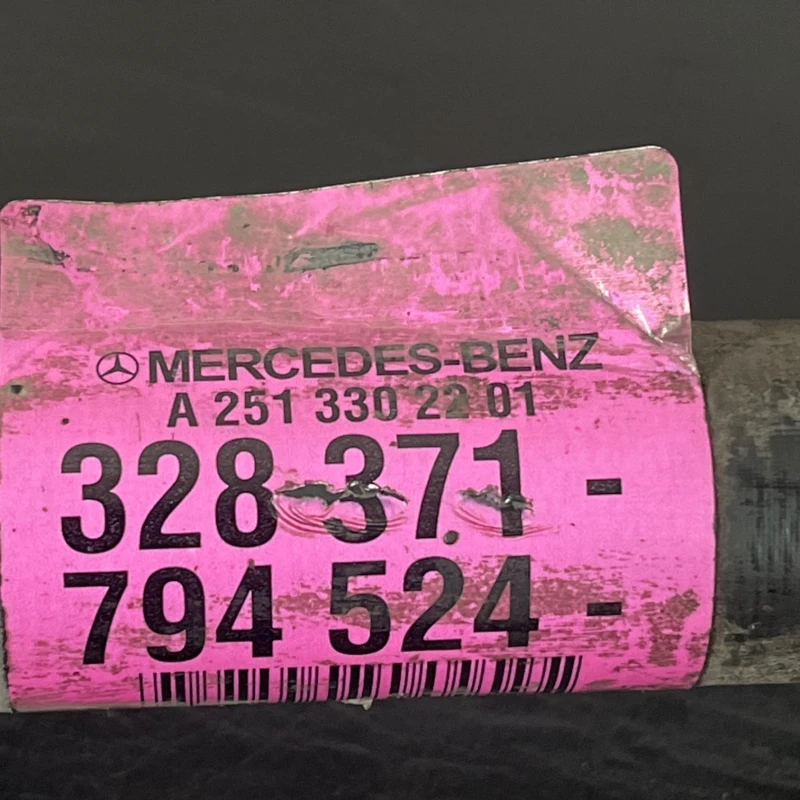 MERCEDES-BENZ
A 251 330 22 01
328 371 -
794 524 -